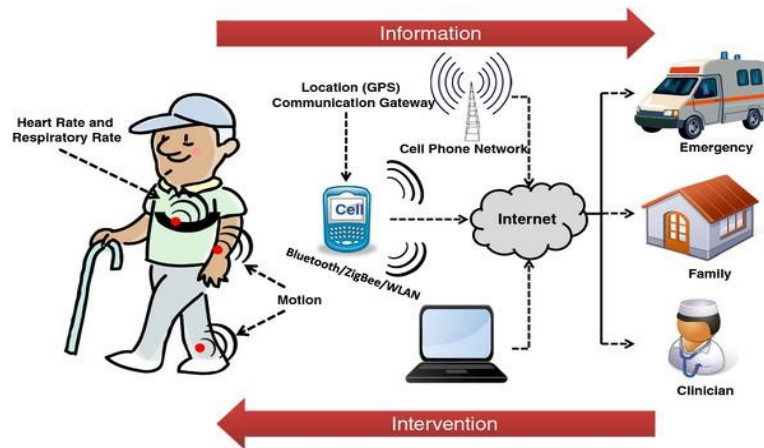 Information
Location (GPS)
Communication Gateway
Heart Rate and
Respiratory Rate
Cell Phone Network
Emergency
Cell
Internet
Bluetooth/ZigBee/WLAN
Family
Motion
Clinician
Intervention